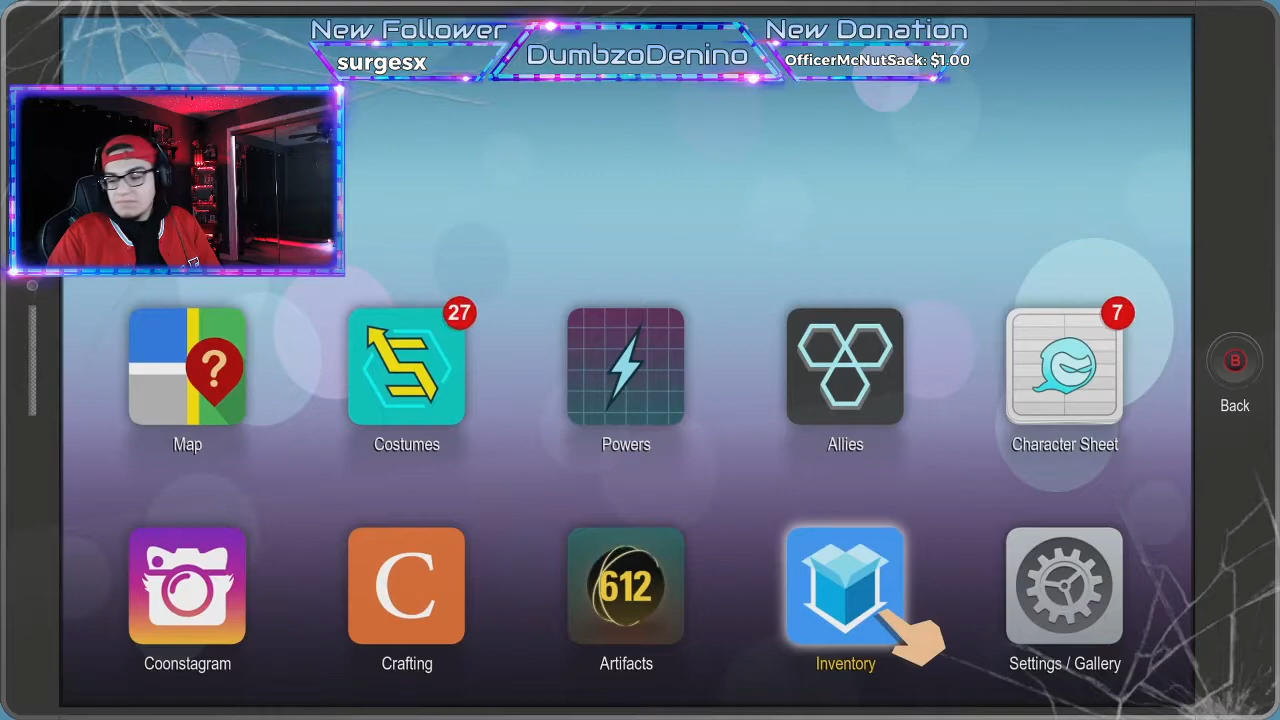 New Follower
surgesx
DumbzoDenino
New Donation
OfficerMcNutSack: $1.00
27
7
?
Map
Costumes
Powers
Allies
Character Sheet
B
Back
C
612
Coonstagram
Crafting
Artifacts
Inventory
Settings / Gallery